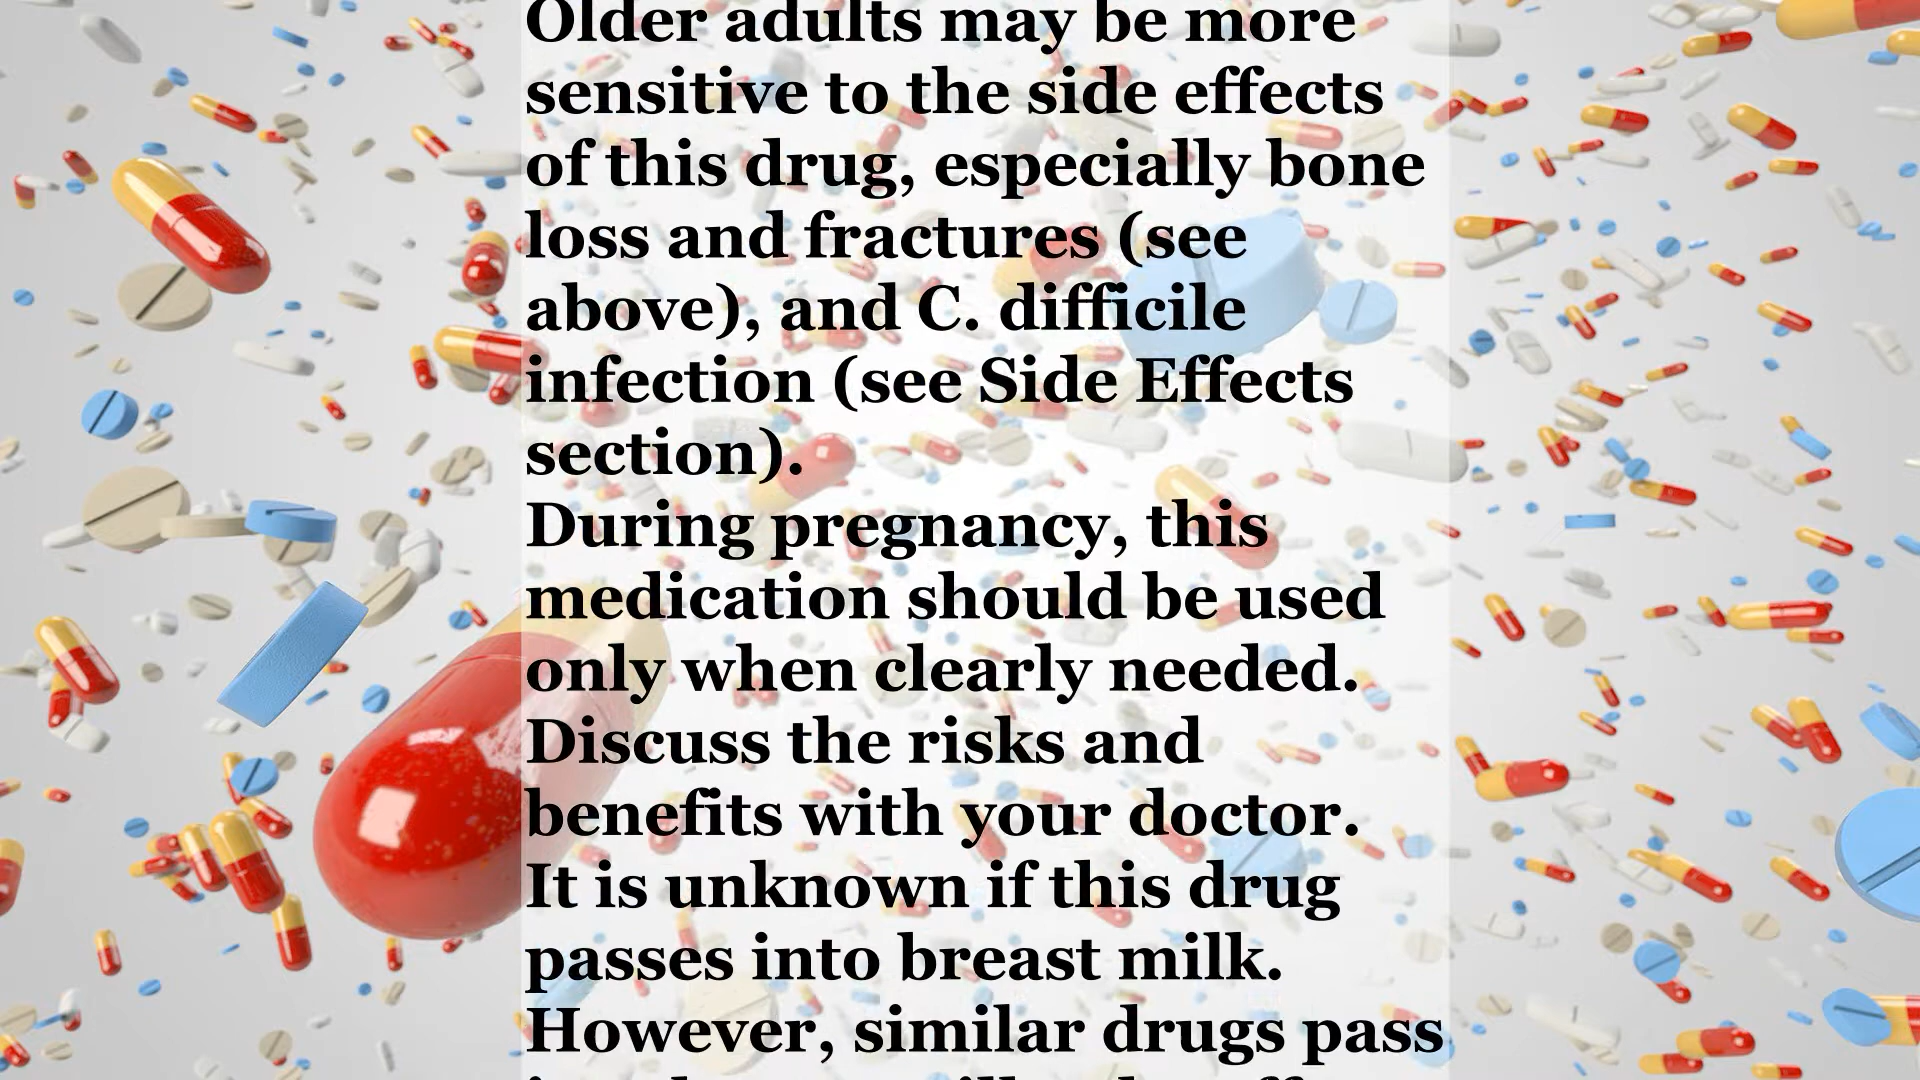 Older adults may be more
sensitive to the side effects
of this drug, especially bone
loss and fractures (see
above), and C. difficile
infection (see Side Effects
section).
During pregnancy, this
medication should be used
only when clearly needed.
Discuss the risks and
benefits with your doctor.
It is unknown if this drug
passes into breast milk.
However, similar drugs pass